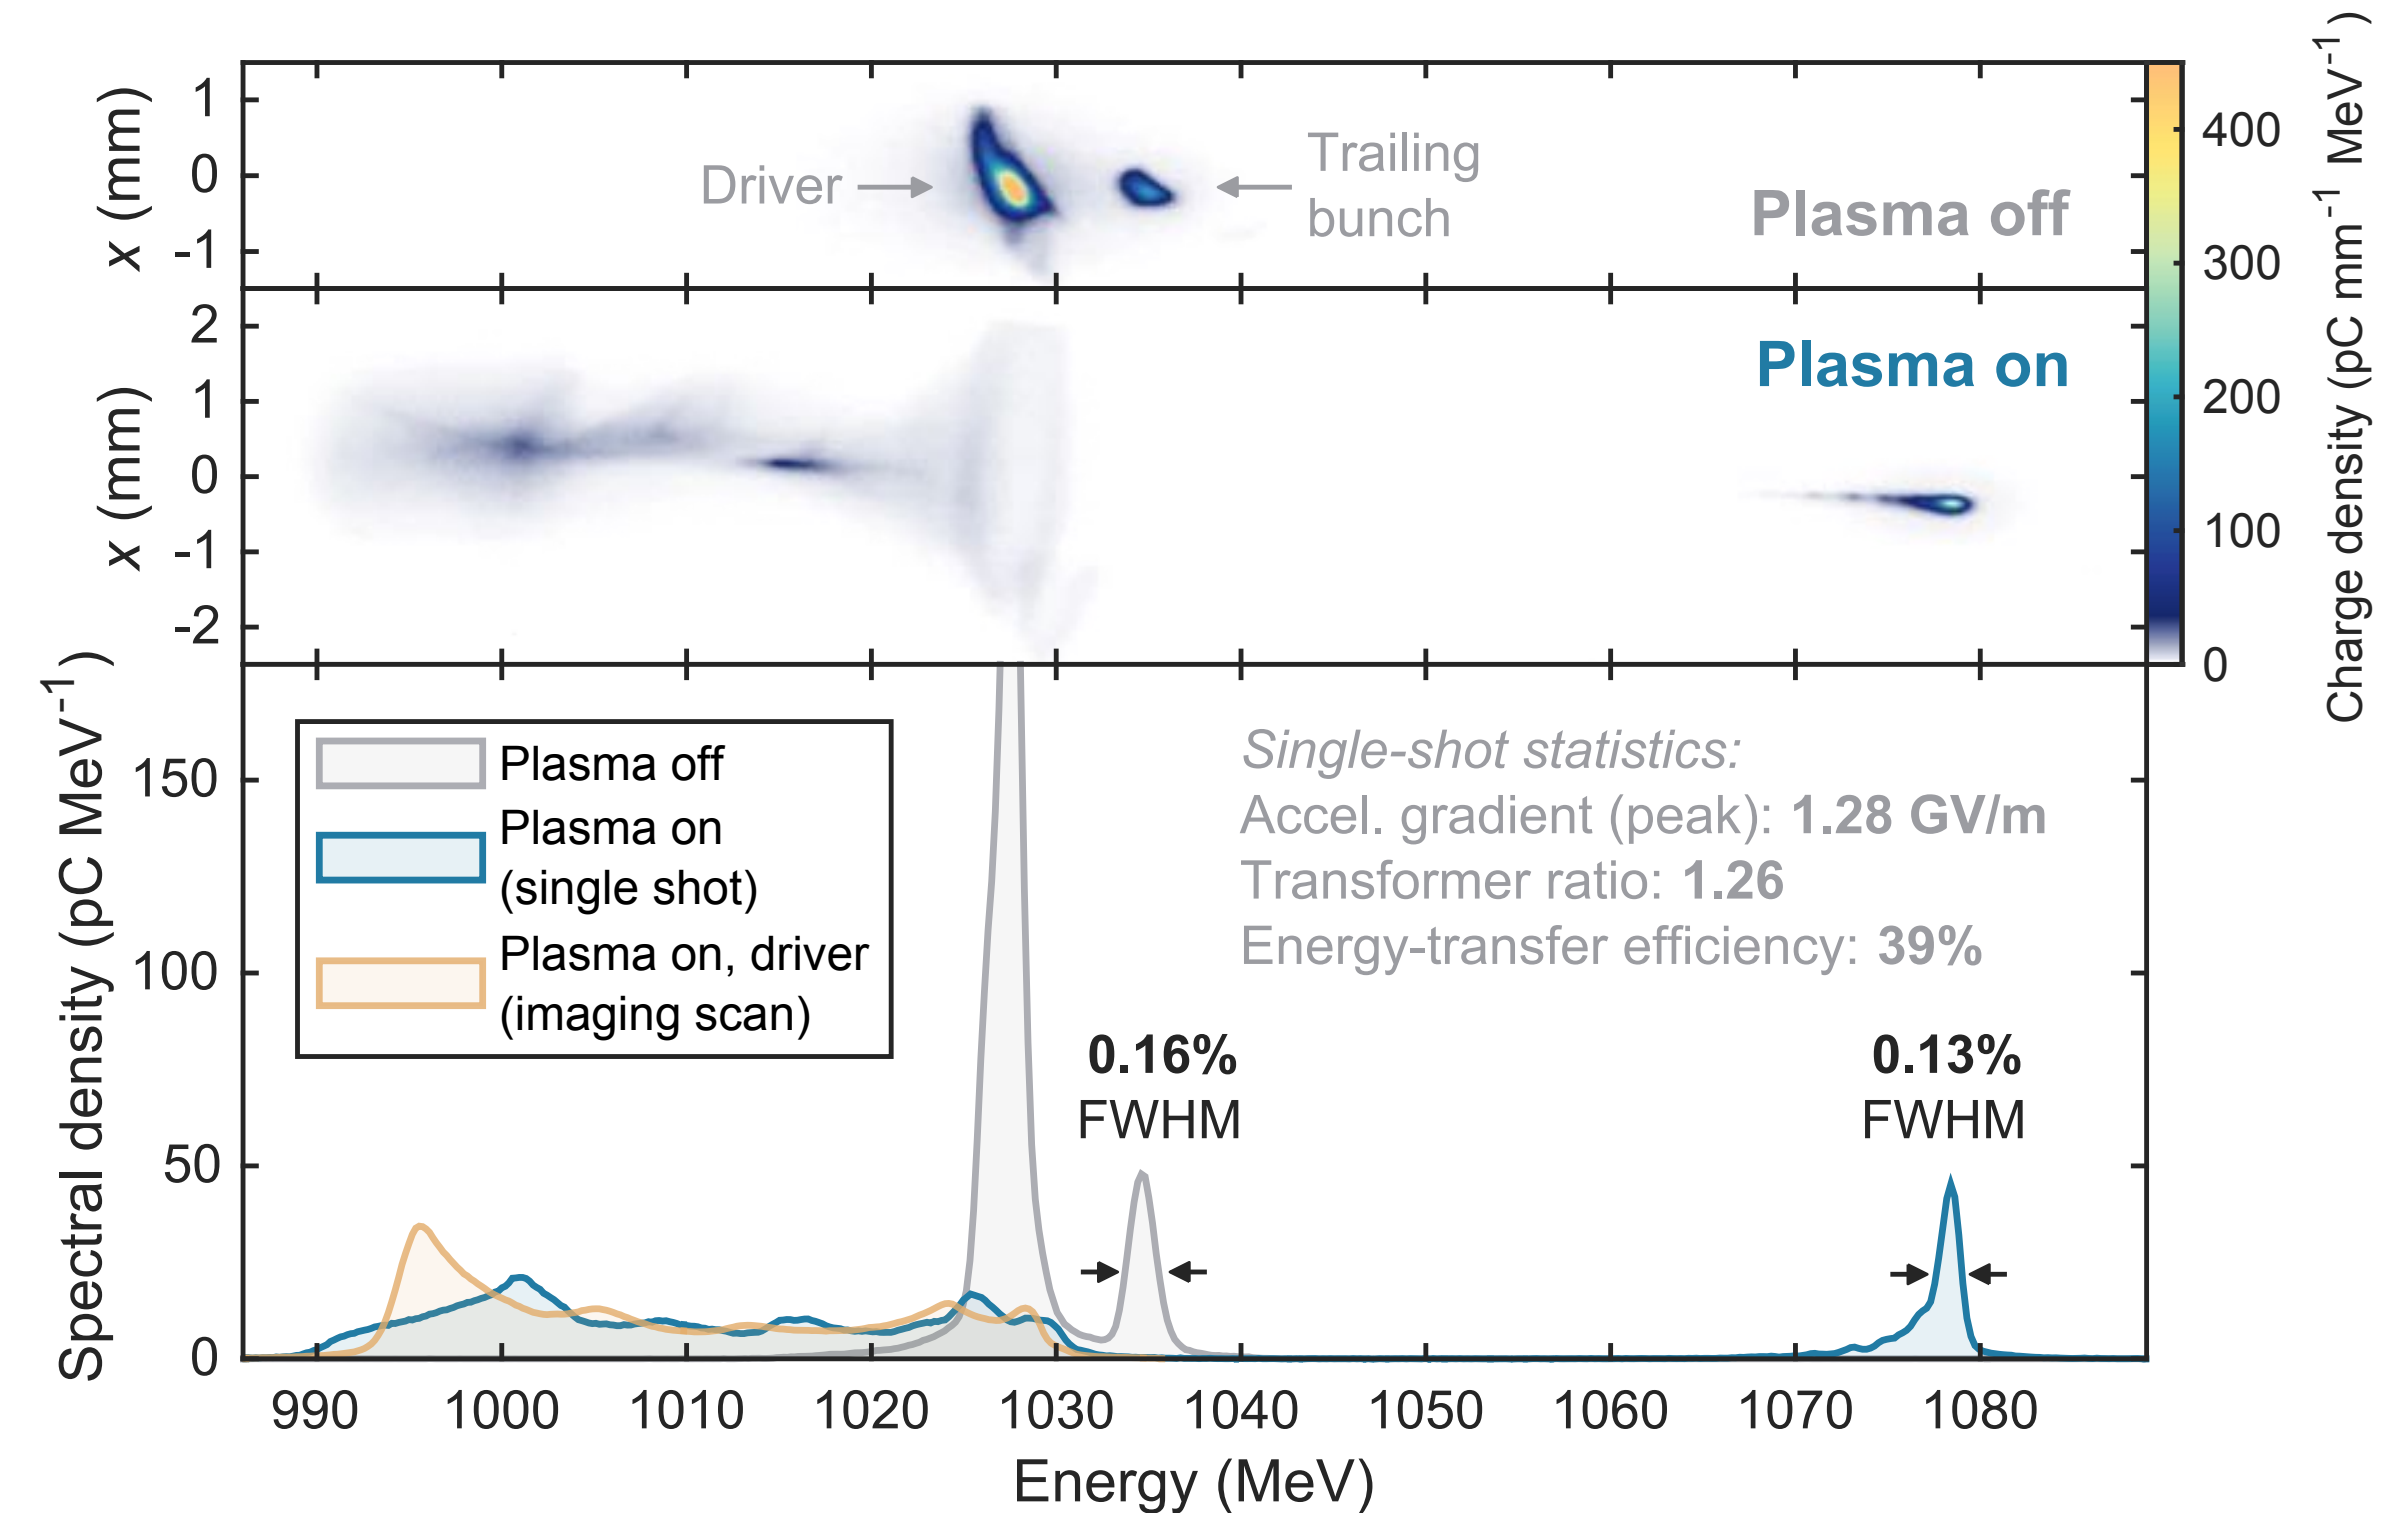 x (mm)
1
0
-1
Driver
Trailing
bunch
Plasma off
x (mm)
2
1
0
-1
-2
Plasma on
400
300
200
100
0
Charge density (pC mm⁻¹ MeV⁻¹)
Spectral density (pC MeV⁻¹)
150
100
50
0
Plasma off
Plasma on
(single shot)
Plasma on, driver
(imaging scan)
Single-shot statistics:
Accel. gradient (peak): 1.28 GV/m
Transformer ratio: 1.26
Energy-transfer efficiency: 39%
0.16%
FWHM
0.13%
FWHM
990 1000 1010 1020 1030 1040 1050 1060 1070 1080
Energy (MeV)